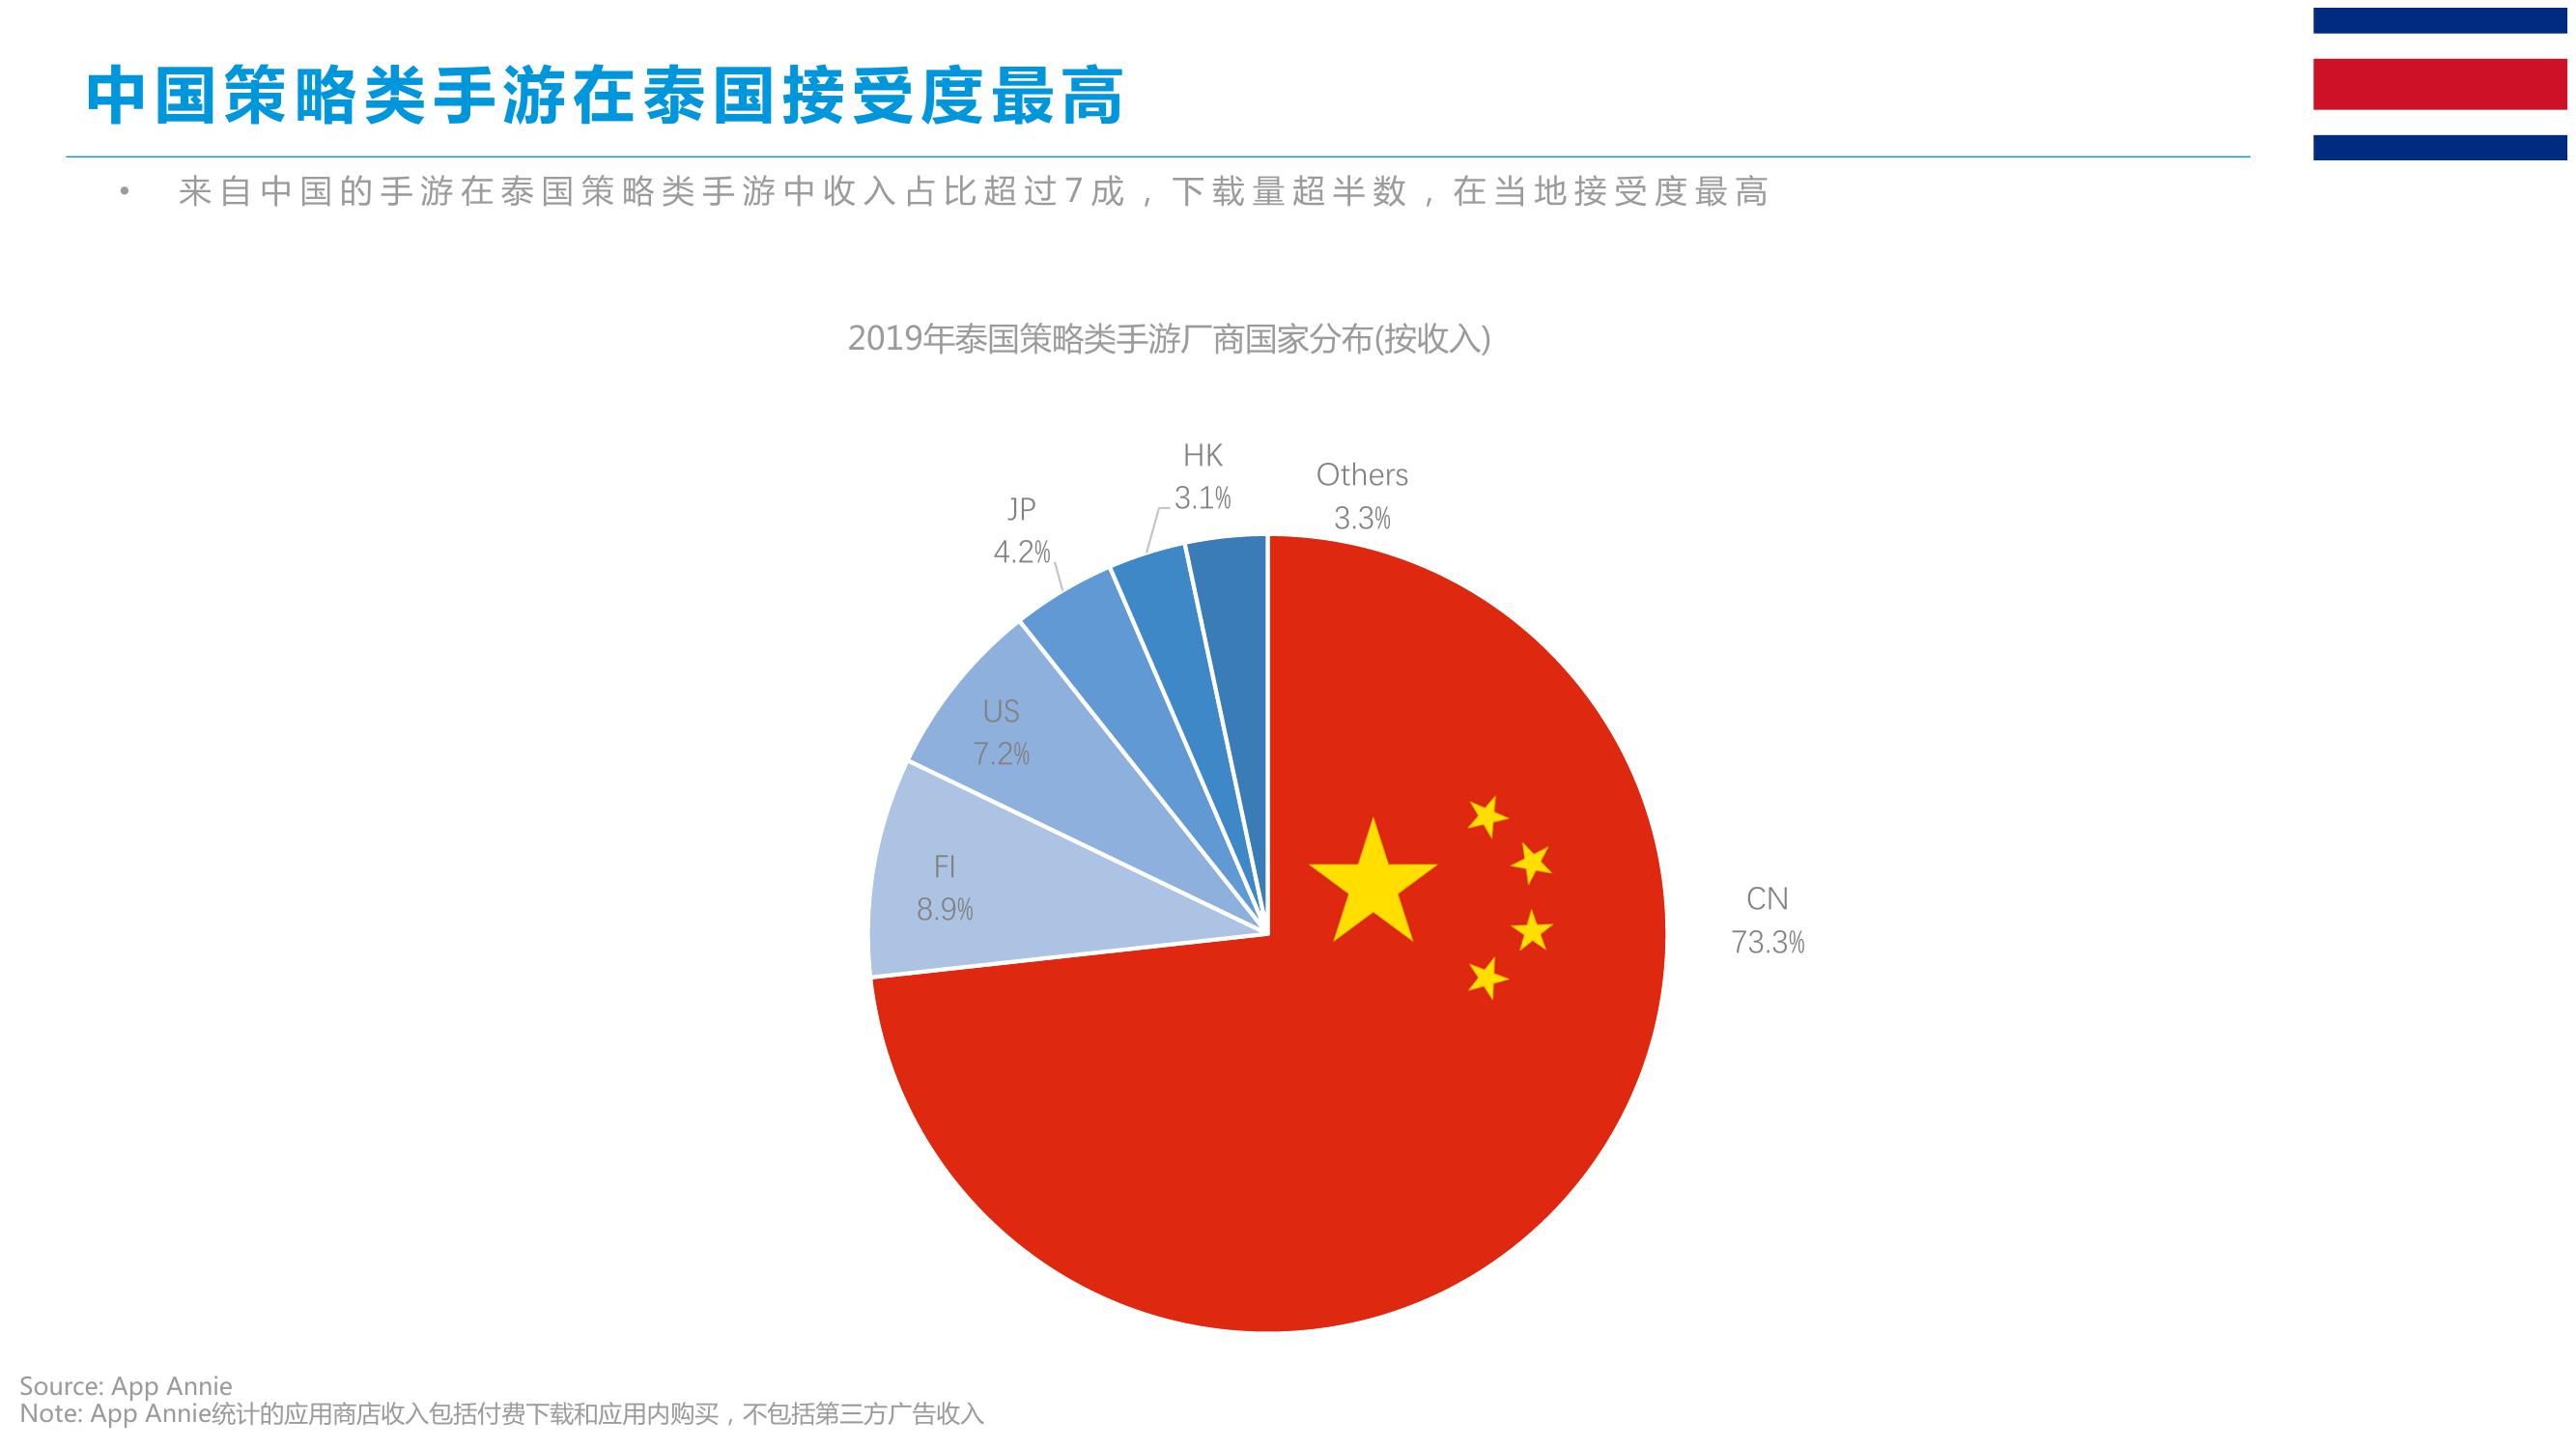 中国策略类手游在泰国接受度最高
• 来自中国的手游在泰国策略类手游中收入占比超过7成，下载量超半数，在当地接受度最高
2019年泰国策略类手游厂商国家分布(按收入)
HK
3.1%
Others
3.3%
JP
4.2%
US
7.2%
FI
8.9%
CN
73.3%
Source: App Annie
Note: App Annie统计的应用商店收入包括付费下载和应用内购买，不包括第三方广告收入